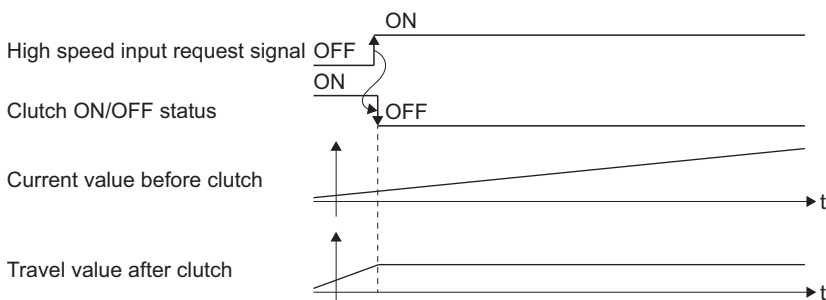 ON
High speed input request signal OFF
ON
Clutch ON/OFF status OFF
Current value before clutch
t
Travel value after clutch
t